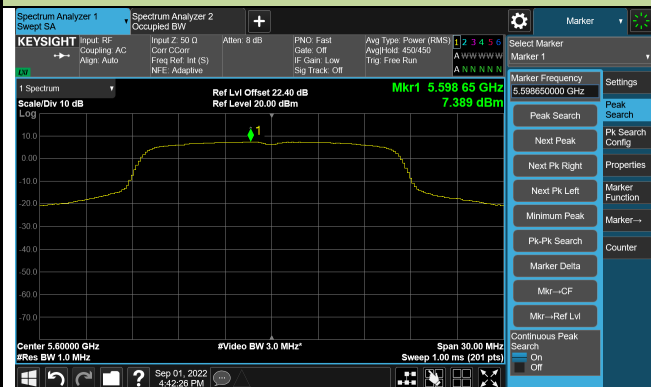 Spectrum Analyzer 1
Swept SA
Spectrum Analyzer 2
Occupied BW
+
Marker
KEYSIGHT
Input: RF
Coupling: AC
Align: Auto
Input Z: 50 Ω
Corr CCorr
Freq Ref: Int (S)
NFE: Adaptive
Atten: 8 dB
PNO: Fast
Gate: Off
IF Gain: Low
Sig Track: Off
Avg Type: Power (RMS)
Avg|Hold: 450/450
Trig: Free Run
1 2 3 4 5 6
A W W W W W
A N N N N N
LXI
Select Marker
Marker 1
1 Spectrum
Scale/Div 10 dB
Log
Ref Lvl Offset 22.40 dB
Ref Level 20.00 dBm
Mkr1 5.598 65 GHz
7.389 dBm
1
10.0
0.00
-10.0
-20.0
-30.0
-40.0
-50.0
-60.0
-70.0
Center 5.60000 GHz
#Res BW 1.0 MHz
#Video BW 3.0 MHz*
Span 30.00 MHz
Sweep 1.00 ms (201 pts)
Marker Frequency
5.598650000 GHz
Peak Search
Next Peak
Next Pk Right
Next Pk Left
Minimum Peak
Pk-Pk Search
Marker Delta
Mkr→CF
Mkr→Ref Lvl
Continuous Peak
Search
On
Off
Settings
Peak
Search
Pk Search
Config
Properties
Marker
Function
Marker→
Counter
?
Sep 01, 2022
4:42:26 PM